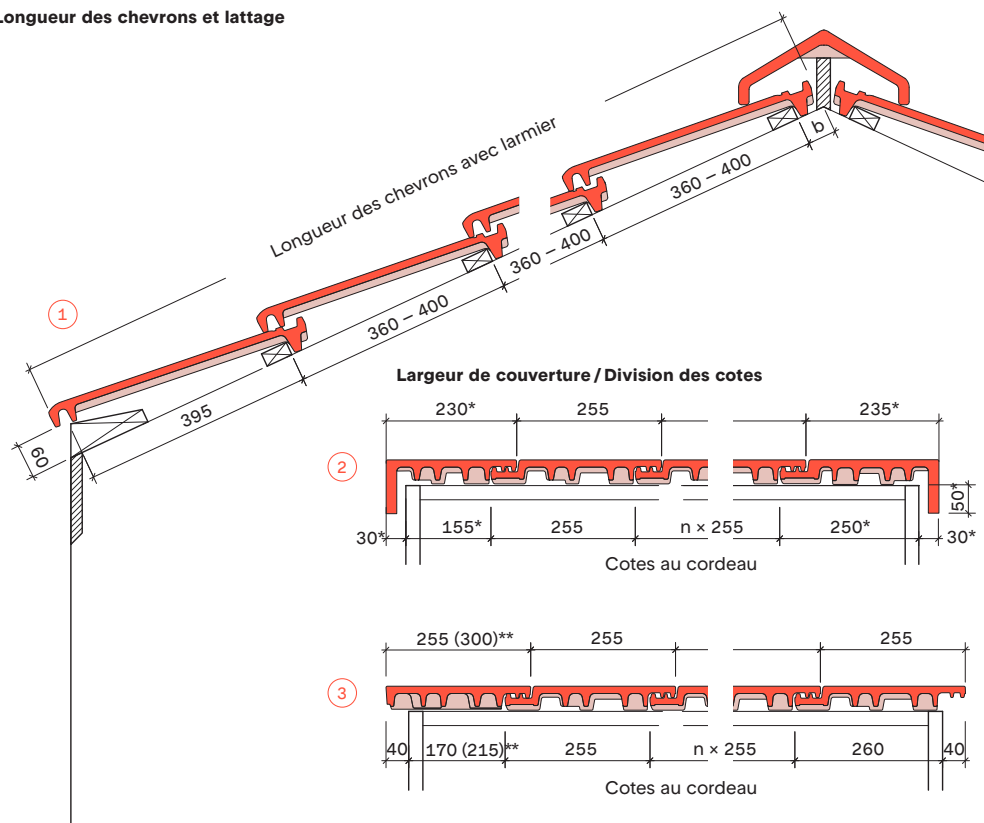 Longueur des chevrons et lattage
Longueur des chevrons avec larmier
b
360 – 400
360 – 400
360 – 400
395
60
1
Largeur de couverture / Division des cotes
230* 255 235*
2
50*
30* 155* 255 n × 255 250* 30*
Cotes au cordeau
255 (300)** 255 255
3
40 170 (215)** 255 n × 255 260 40
Cotes au cordeau